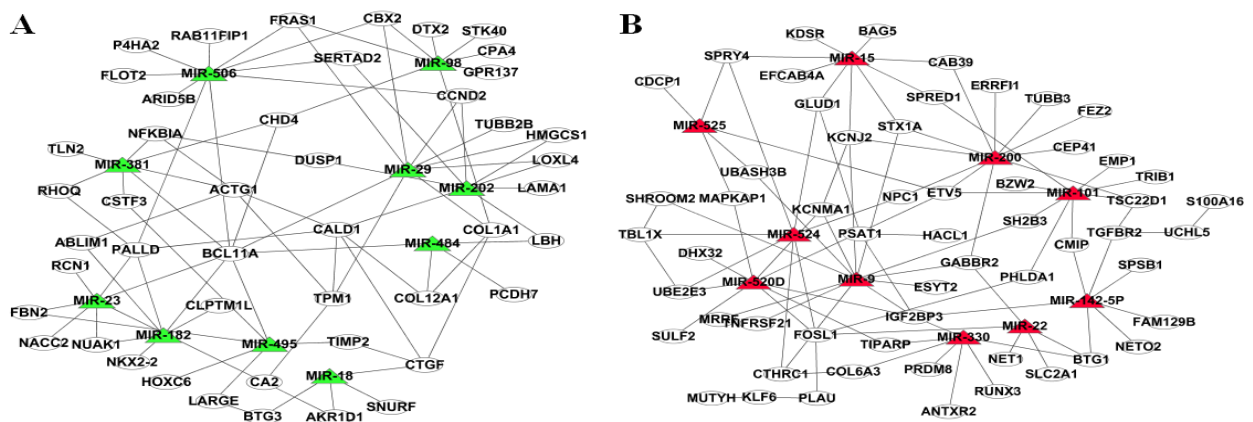 A
FRAS1
CBX2
RAB11FIP1
DTX2
STK40
P4HA2
SERTAD2
MIR-98
CPA4
FLOT2
MIR-506
GPR137
ARID5B
CCND2
NFKBIA
CHD4
TUBB2B
TLN2
HMGCS1
MIR-381
DUSP1
MIR-29
LOXL4
RHOQ
ACTG1
MIR-202
LAMA1
CSTF3
CALD1
COL1A1
ABLIM1
PALLD
BCL11A
MIR-484
LBH
RCN1
MIR-23
CLPTM1L
TPM1
COL12A1
PCDH7
FBN2
NACC2
NUAK1
MIR-182
MIR-495
TIMP2
NKX2-2
CTGF
HOXC6
CA2
MIR-18
LARGE
BTG3
AKR1D1
SNURF
B
KDSR
BAG5
SPRY4
MIR-15
CAB39
CDCP1
EFCAB4A
ERRFI1
GLUD1
SPRED1
TUBB3
FEZ2
MIR-525
KCNJ2
STX1A
CEP41
UBASH3B
MIR-200
EMP1
BZW2
TRIB1
SHROOM2
MAPKAP1
NPC1
ETV5
MIR-101
TSC22D1
S100A16
KCNMA1
SH2B3
TBL1X
MIR-524
PSAT1
HACL1
CMIP
TGFBR2
UCHL5
DHX32
GABBR2
UBE2E3
MIR-520D
MIR-9
ESYT2
PHLDA1
SPSB1
MIR-142-5P
SULF2
MRRF
TNFRSF21
IGF2BP3
FAM129B
FOSL1
MIR-22
TIPARP
MIR-330
NETO2
NET1
BTG1
CTHRC1
COL6A3
PRDM8
SLC2A1
MUTYH
KLF6
PLAU
RUNX3
ANTXR2